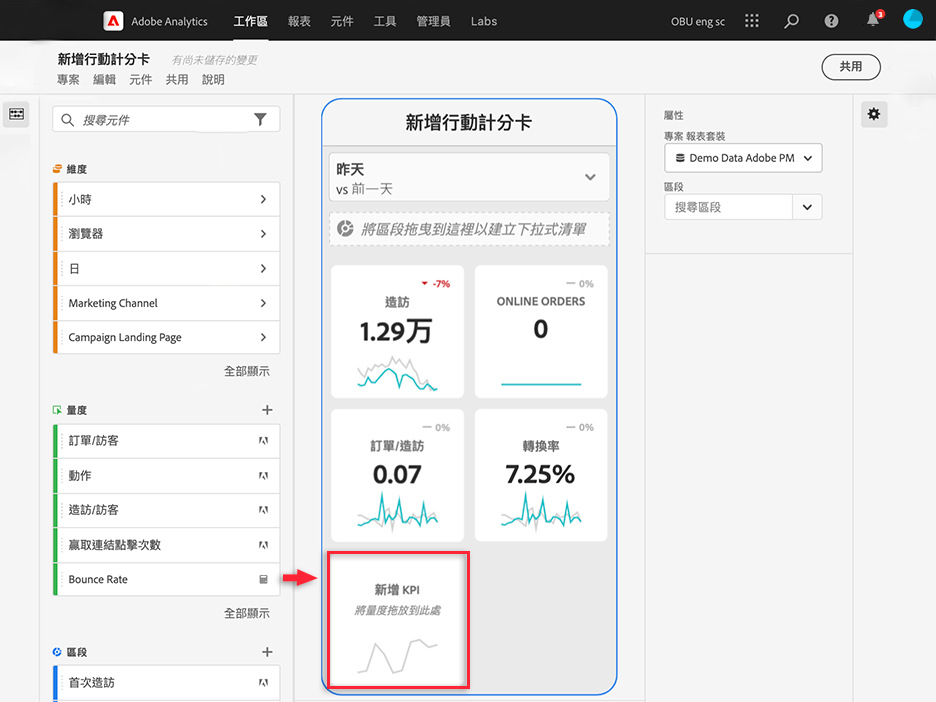 Adobe Analytics 工作區 報表 元件 工具 管理員 Labs OBU eng sc 3
新增行動計分卡 有尚未儲存的變更
專案 編輯 元件 共用 說明
共用
搜尋元件
維度
小時
瀏覽器
日
Marketing Channel
Campaign Landing Page
全部顯示
量度
訂單/訪客
動作
造訪/訪客
贏取連結點擊次數
Bounce Rate
全部顯示
區段
首次造訪
新增行動計分卡
昨天
vs 前一天
將區段拖曳到這裡以建立下拉式清單
-7%
造訪
1.29万
0%
ONLINE ORDERS
0
0%
訂單/造訪
0.07
0%
轉換率
7.25%
新增 KPI
將量度拖放到此處
屬性
專案 報表套裝
Demo Data Adobe PM
區段
搜尋區段